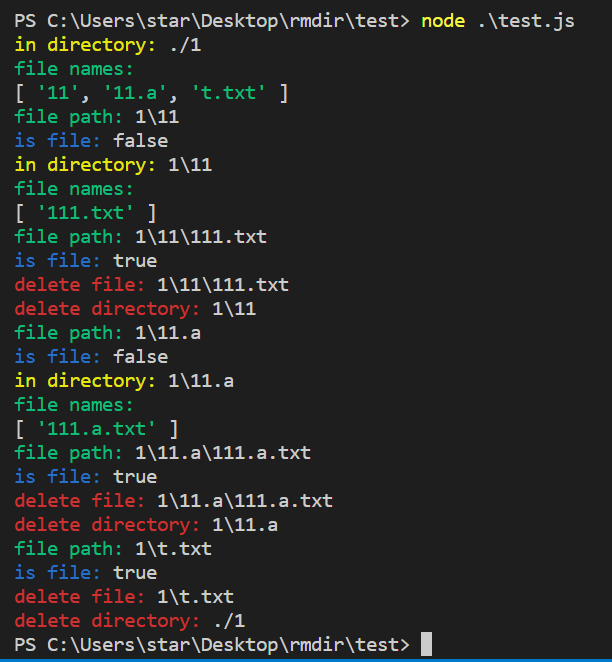 PS C:\Users\star\Desktop\rmdir\test> node .\test.js
in directory: ./1
file names:
[ '11', '11.a', 't.txt' ]
file path: 1\11
is file: false
in directory: 1\11
file names:
[ '111.txt' ]
file path: 1\11\111.txt
is file: true
delete file: 1\11\111.txt
delete directory: 1\11
file path: 1\11.a
is file: false
in directory: 1\11.a
file names:
[ '111.a.txt' ]
file path: 1\11.a\111.a.txt
is file: true
delete file: 1\11.a\111.a.txt
delete directory: 1\11.a
file path: 1\t.txt
is file: true
delete file: 1\t.txt
delete directory: ./1
PS C:\Users\star\Desktop\rmdir\test>